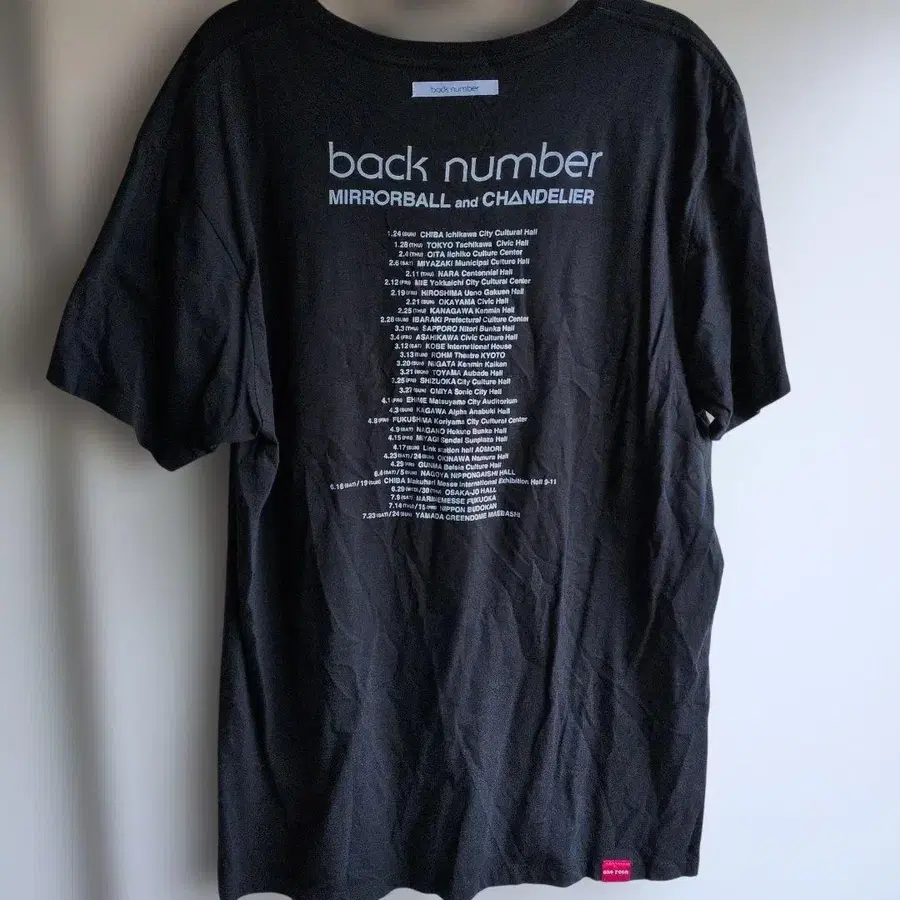 back number
back number
MIRRORBALL and CHANDELIER
1.24(SUN) CHIBA Ichikawa City Cultural Hall
1.28(THU) TOKYO Tachikawa Civic Hall
2.4(THU) OITA iichiko Culture Center
2.6(SAT) MIYAZAKI Municipal Culture Hall
2.11(THU) NARA Centennial Hall
2.12(FRI) MIE Yokkaichi City Cultural Center
2.19(FRI) HIROSHIMA Ueno Gakuen Hall
2.21(SUN) OKAYAMA Civic Hall
2.25(THU) KANAGAWA Kenmin Hall
2.28(SUN) IBARAKI Prefectural Culture Center
3.3(THU) SAPPORO Nitori Bunka Hall
3.4(FRI) ASAHIKAWA Civic Culture Hall
3.12(SAT) KOBE International House
3.13(SUN) ROHM Theatre KYOTO
3.20(SUN) NIIGATA Kenmin Kaikan
3.21(MON) TOYAMA Aubade Hall
3.25(FRI) SHIZUOKA City Culture Hall
3.27(SUN) OMIYA Sonic City Hall
4.1(FRI) EHIME Matsuyama City Auditorium
4.3(SUN) KAGAWA Alpha Anabuki Hall
4.8(FRI) FUKUSHIMA Koriyama City Cultural Center
4.9(SAT) NAGANO Hokuto Bunka Hall
4.15(FRI) MIYAGI Sendai Sunplaza Hall
4.17(SUN) Link station hall AOMORI
4.23(SAT)/24(SUN) OKINAWA Namura Hall
4.29(FRI) GUNMA Beisia Culture Hall
6.4(SAT)/5(SUN) NAGOYA NIPPONGAISHI HALL
6.18(SAT)/19(SUN) CHIBA Makuhari Messe International Exhibition Hall 9-11
6.29(WED)/30(THU) OSAKA-JO HALL
7.9(SAT) MARINEMESSE FUKUOKA
7.14(THU)/15(FRI) NIPPON BUDOKAN
7.23(SAT)/24(SUN) YAMADA GREENDOME MAEBASHI
one room